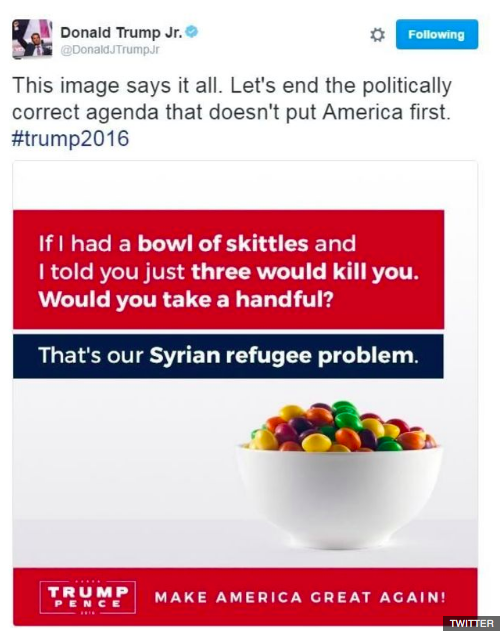 Donald Trump Jr.
@DonaldJTrumpJr
Following
This image says it all. Let's end the politically
correct agenda that doesn't put America first.
#trump2016
If I had a bowl of skittles and
I told you just three would kill you.
Would you take a handful?
That's our Syrian refugee problem.
TRUMP
PENCE
MAKE AMERICA GREAT AGAIN!
TWITTER